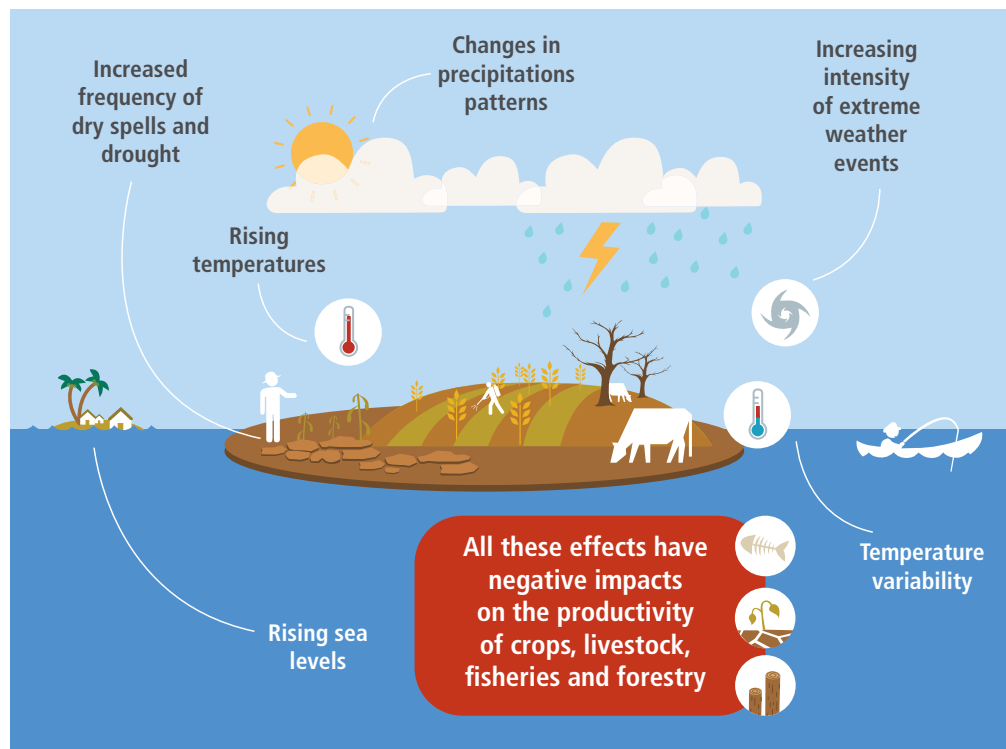 Increased
frequency of
dry spells and
drought
Changes in
precipitations
patterns
Increasing
intensity
of extreme
weather
events
Rising
temperatures
All these effects have
negative impacts
on the productivity
of crops, livestock,
fisheries and forestry
Temperature
variability
Rising sea
levels